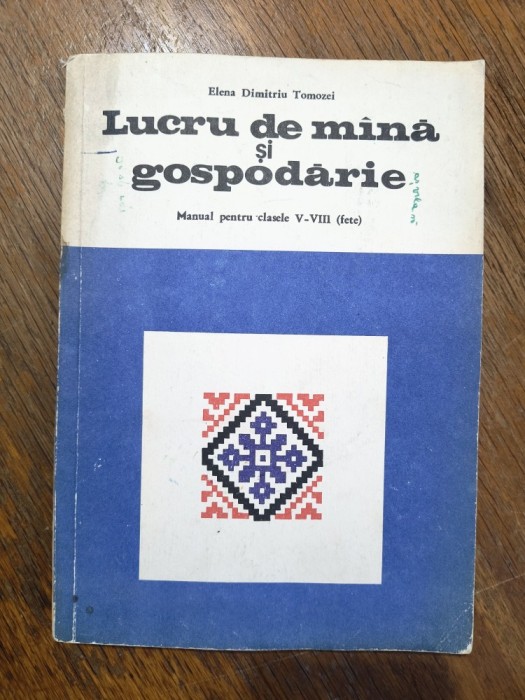 Elena Dimitriu Tomozei
Lucru de mînă
și
gospodărie
Manual pentru clasele V-VIII (fete)